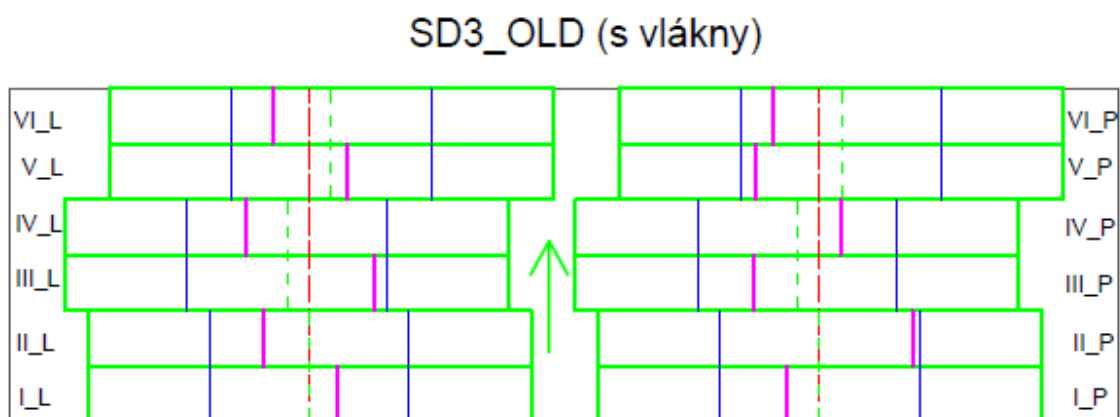 SD3_OLD (s vlákny)
VI_L VI_P
V_L V_P
IV_L IV_P
III_L III_P
II_L II_P
I_L I_P